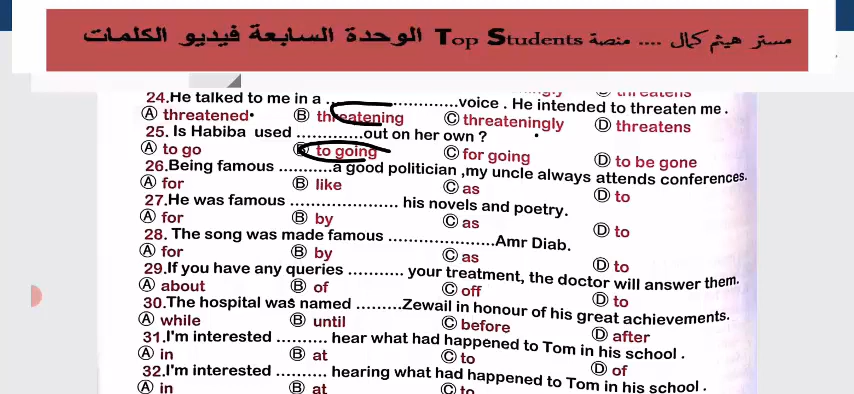 مستر هيثم كمال .... منصة Top Students الوحدة السابعة فيديو الكلمات
threatens
24.He talked to me in a ........................voice . He intended to threaten me .
Ⓐ threatened Ⓑ threatening Ⓒ threateningly Ⓓ threatens
25. Is Habiba used .............out on her own ?
Ⓐ to go Ⓑ to going Ⓒ for going Ⓓ to be gone
26.Being famous ...........a good politician ,my uncle always attends conferences.
Ⓐ for Ⓑ like Ⓒ as Ⓓ to
27.He was famous ...................... his novels and poetry.
Ⓐ for Ⓑ by Ⓒ as Ⓓ to
28. The song was made famous ......................Amr Diab.
Ⓐ for Ⓑ by Ⓒ as Ⓓ to
29.If you have any queries ........... your treatment, the doctor will answer them.
Ⓐ about Ⓑ of Ⓒ off Ⓓ to
30.The hospital was named .........Zewail in honour of his great achievements.
Ⓐ while Ⓑ until Ⓒ before Ⓓ after
31.I'm interested .......... hear what had happened to Tom in his school .
Ⓐ in Ⓑ at Ⓒ to Ⓓ of
32.I'm interested .......... hearing what had happened to Tom in his school .
Ⓐ in Ⓑ at Ⓒ to